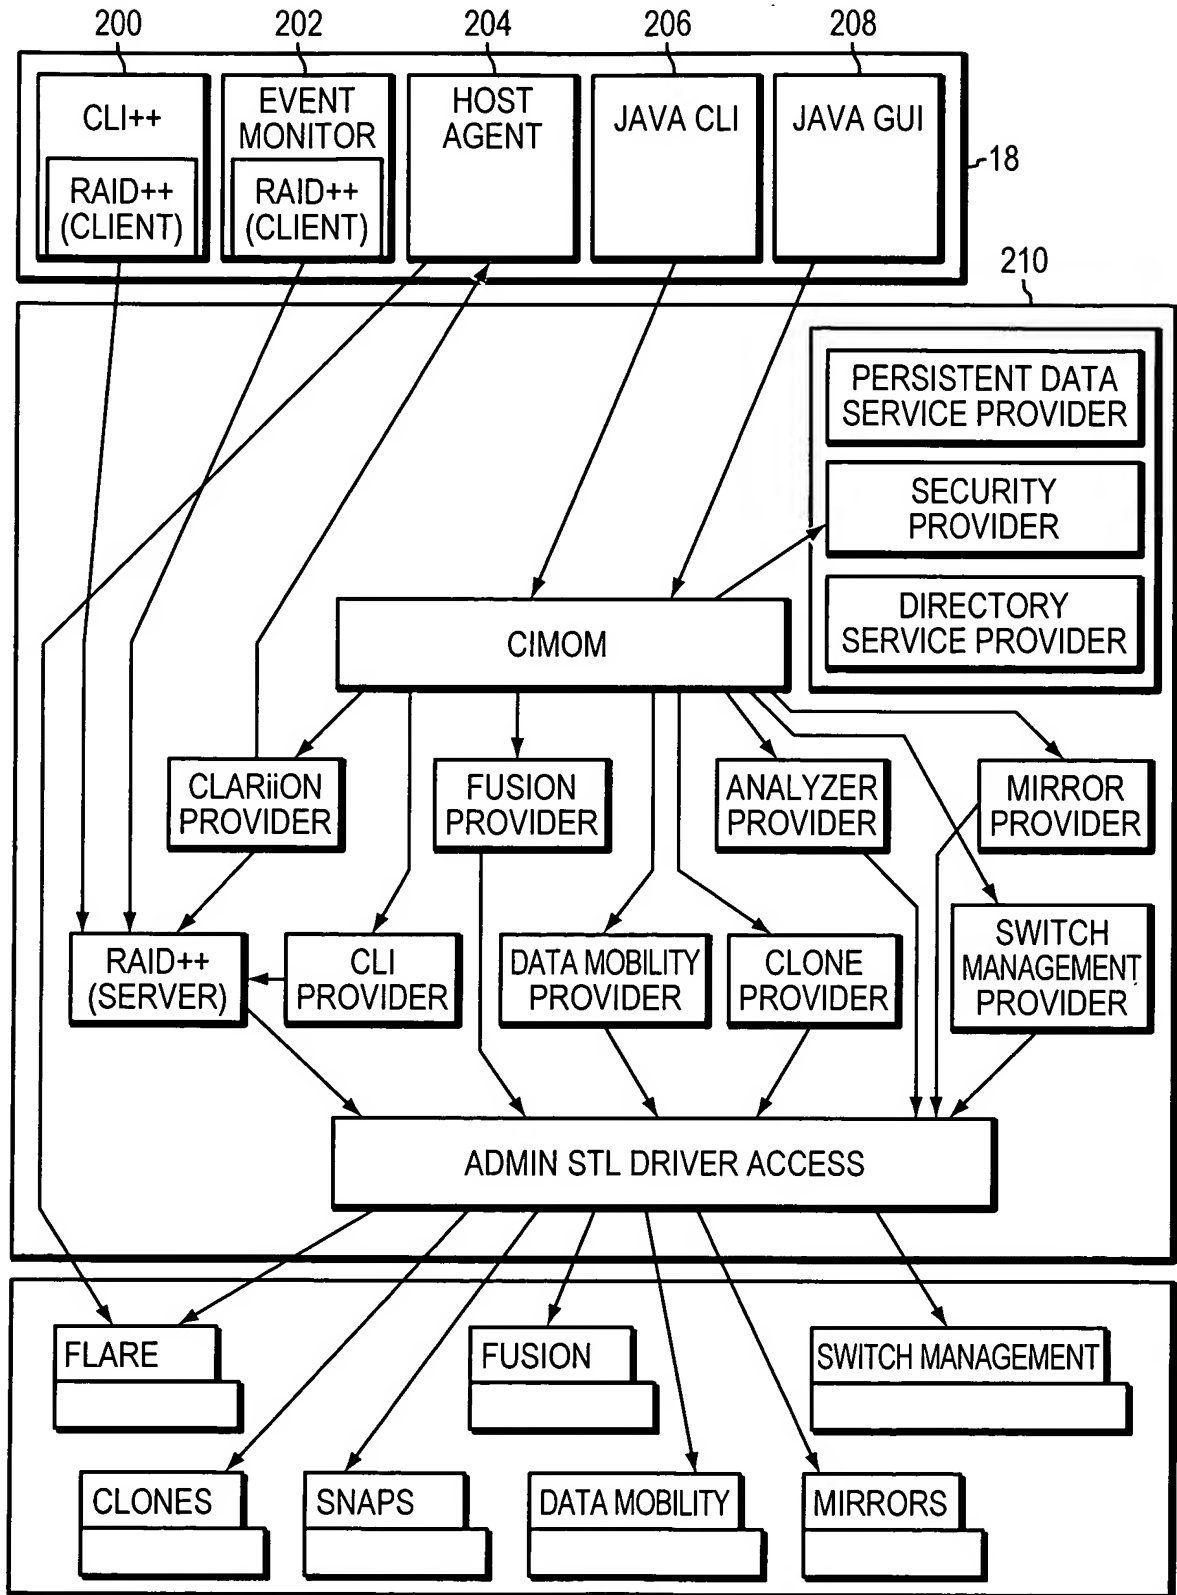 200
202
204
206
208
CLI++
RAID++
(CLIENT)
EVENT
MONITOR
RAID++
(CLIENT)
HOST
AGENT
JAVA CLI
JAVA GUI
18
210
PERSISTENT DATA
SERVICE PROVIDER
SECURITY
PROVIDER
DIRECTORY
SERVICE PROVIDER
CIMOM
CLARiiON
PROVIDER
FUSION
PROVIDER
ANALYZER
PROVIDER
MIRROR
PROVIDER
RAID++
(SERVER)
CLI
PROVIDER
DATA MOBILITY
PROVIDER
CLONE
PROVIDER
SWITCH
MANAGEMENT
PROVIDER
ADMIN STL DRIVER ACCESS
FLARE
FUSION
SWITCH MANAGEMENT
CLONES
SNAPS
DATA MOBILITY
MIRRORS